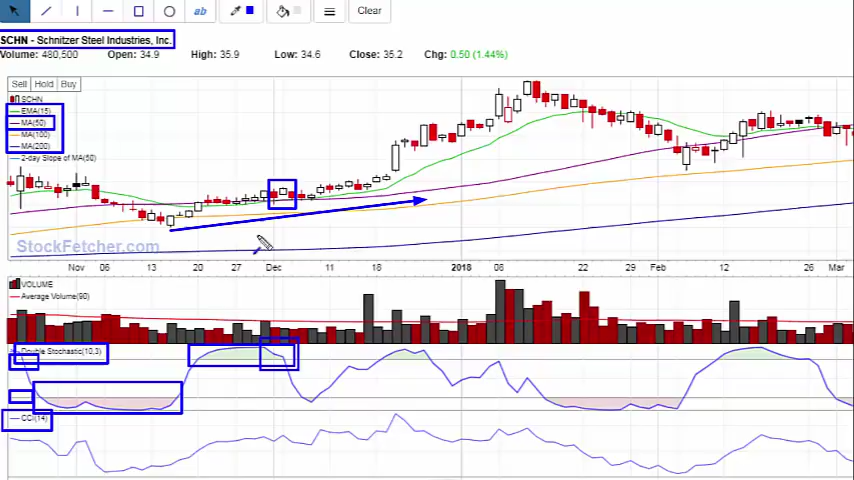 ab Clear
SCHN - Schnitzer Steel Industries, Inc.
Volume: 480,500 Open: 34.9 High: 35.9 Low: 34.6 Close: 35.2 Chg: 0.50 (1.44%)
Sell Hold Buy
SCHN
EMA(15)
MA(50)
MA(100)
MA(200)
2-day Slope of MA(50)
StockFetcher.com
Nov 06 13 20 27 Dec 11 18 2018 08 22 29 Feb 12 26 Mar
VOLUME
Average Volume(90)
Double Stochastic(10,3)
CCI(14)